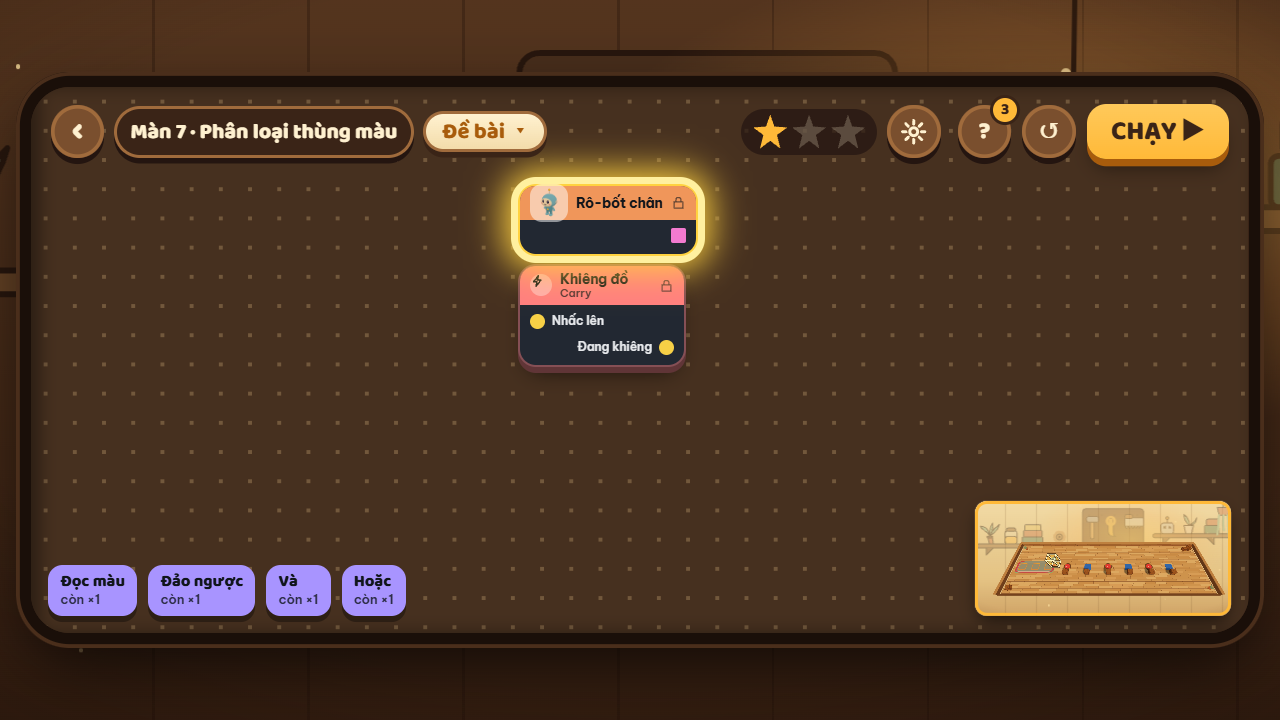 Màn 7 · Phân loại thùng màu
Đề bài
3
?
CHẠY
Rô-bốt chân
Khiêng đồ
Carry
Nhấc lên
Đang khiêng
Đọc màu
còn ×1
Đảo ngược
còn ×1
Và
còn ×1
Hoặc
còn ×1